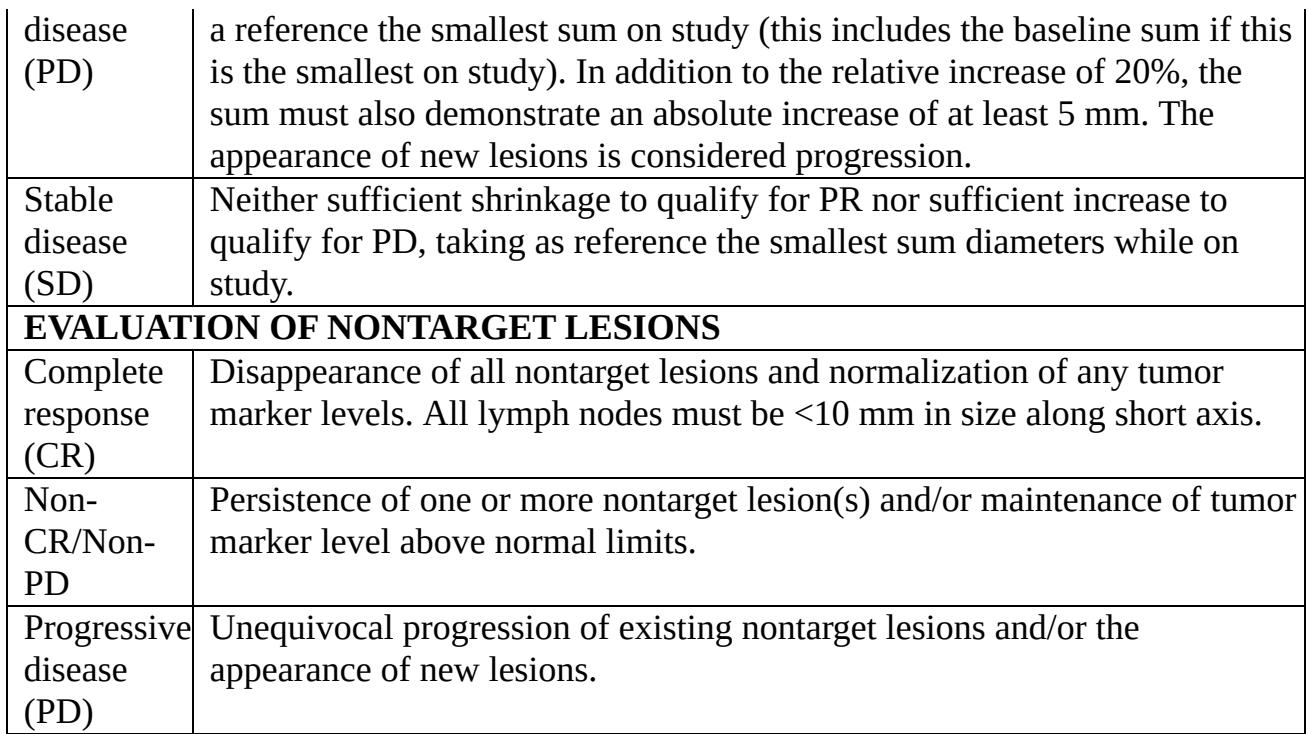 disease
(PD)
a reference the smallest sum on study (this includes the baseline sum if this
is the smallest on study). In addition to the relative increase of 20%, the
sum must also demonstrate an absolute increase of at least 5 mm. The
appearance of new lesions is considered progression.
Stable
disease
(SD)
Neither sufficient shrinkage to qualify for PR nor sufficient increase to
qualify for PD, taking as reference the smallest sum diameters while on
study.
EVALUATION OF NONTARGET LESIONS
Complete
response
(CR)
Disappearance of all nontarget lesions and normalization of any tumor
marker levels. All lymph nodes must be <10 mm in size along short axis.
Non-
CR/Non-
PD
Persistence of one or more nontarget lesion(s) and/or maintenance of tumor
marker level above normal limits.
Progressive
disease
(PD)
Unequivocal progression of existing nontarget lesions and/or the
appearance of new lesions.